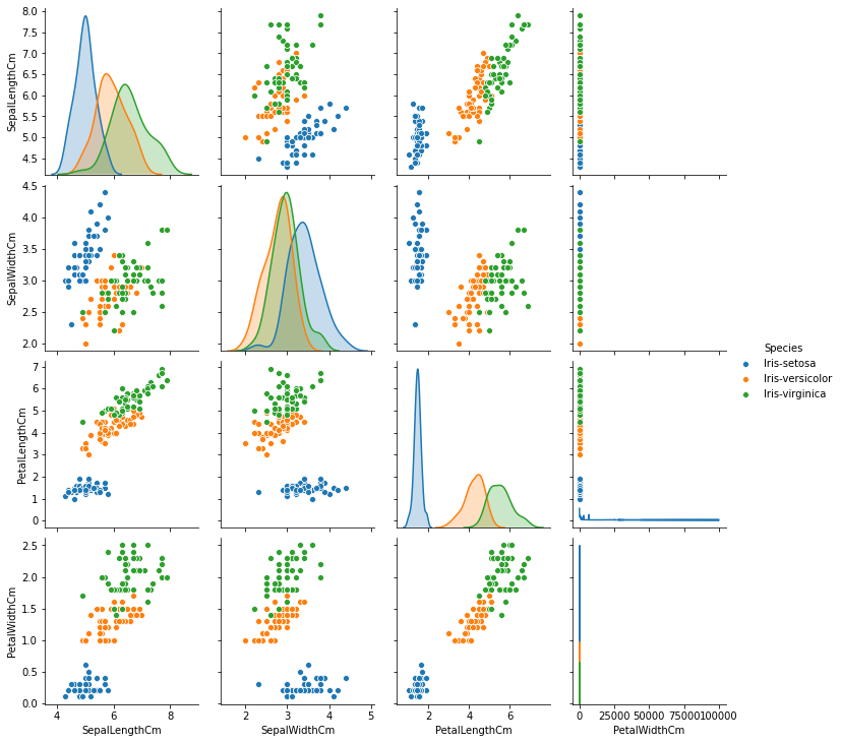 8.0
7.5
7.0
6.5
6.0
5.5
5.0
4.5
SepalLengthCm
4.5
4.0
3.5
3.0
2.5
2.0
SepalWidthCm
Species
Iris-setosa
Iris-versicolor
Iris-virginica
7
6
5
4
3
2
1
0
PetalLengthCm
2.5
2.0
1.5
1.0
0.5
0.0
PetalWidthCm
4 6 8
SepalLengthCm
2 3 4 5
SepalWidthCm
2 4 6
PetalLengthCm
0 25000 50000 75000 100000
PetalWidthCm